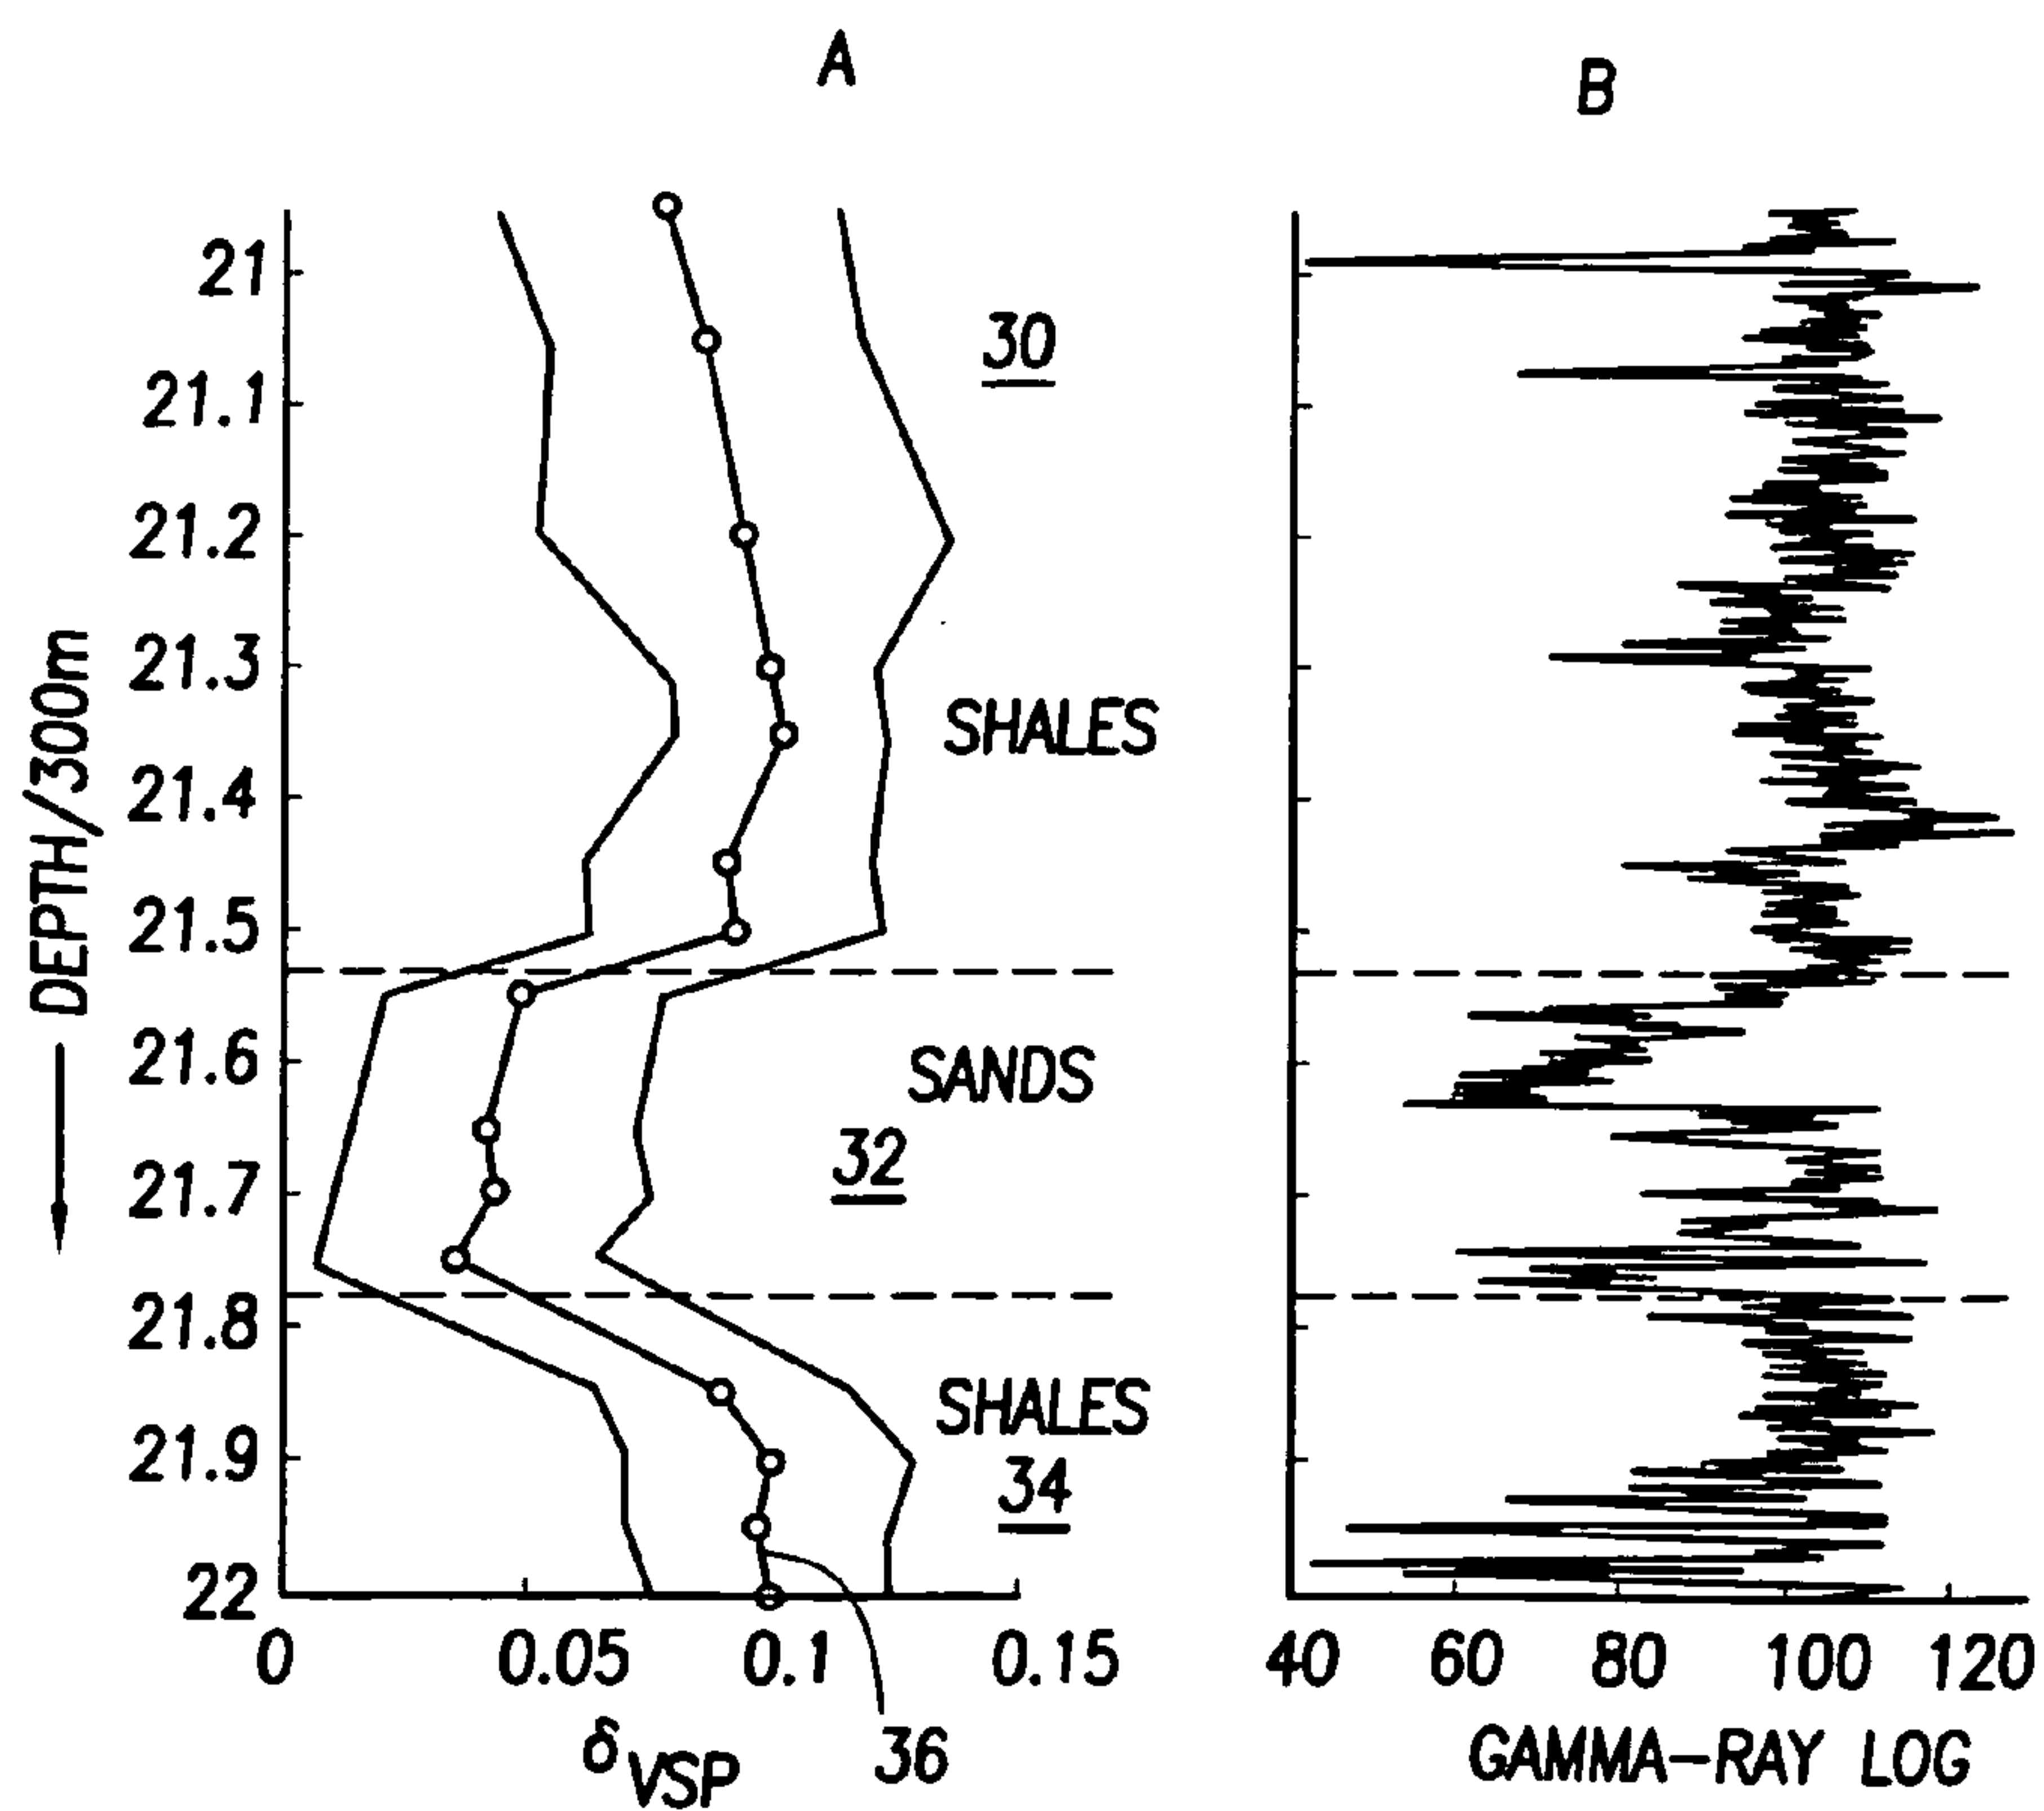 A
B
21
30
21.1
21.2
21.3
SHALES
21.4
21.5
SANDS
21.6
32
21.7
21.8
SHALES
21.9
34
22
DEPTH/300m
0 0.05 0.1 0.15
40 60 80 100 120
δVSP
36
GAMMA-RAY LOG